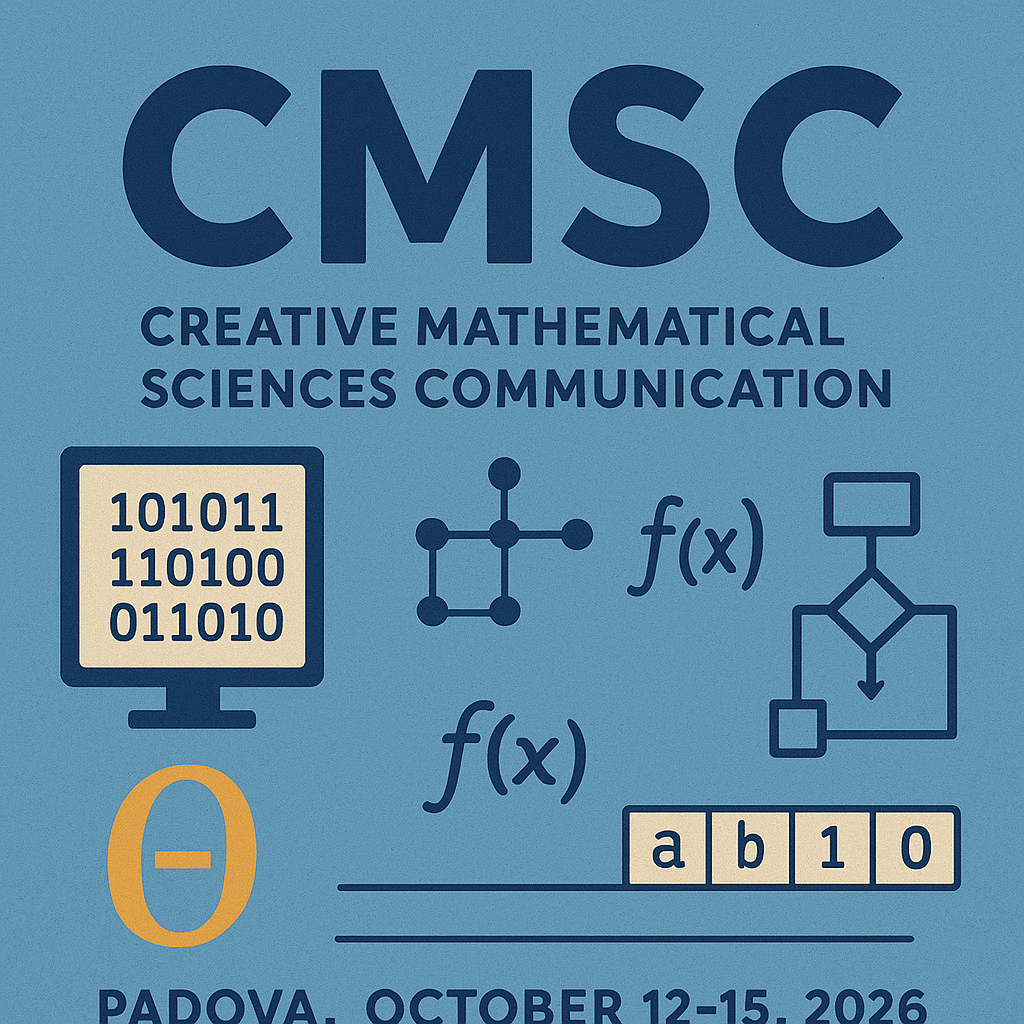 CMSC
CREATIVE MATHEMATICAL
SCIENCES COMMUNICATION
101011
110100
011010
f(x)
f(x)
Θ
a b 1 0
PADOVA, OCTOBER 12-15, 2026